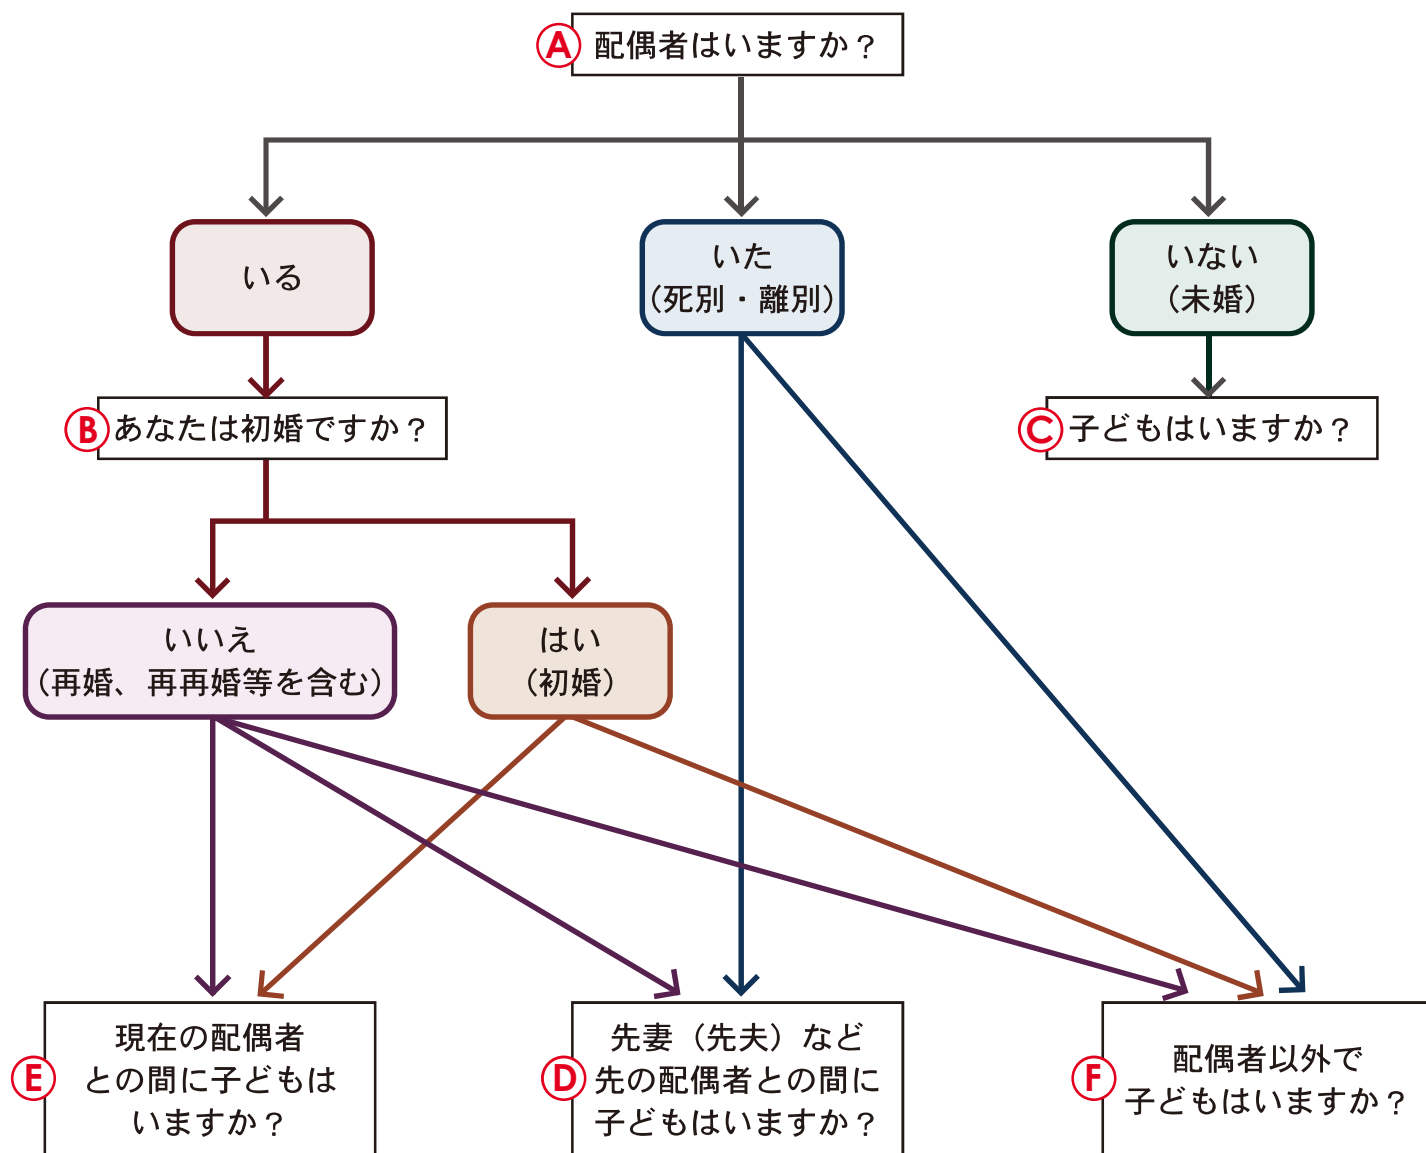 A 配偶者はいますか？
いる
いた
（死別・離別）
いない
（未婚）
B あなたは初婚ですか？
C 子どもはいますか？
いいえ
（再婚、再再婚等を含む）
はい
（初婚）
E 現在の配偶者
との間に子どもは
いますか？
D 先妻（先夫）など
先の配偶者との間に
子どもはいますか？
F 配偶者以外で
子どもはいますか？